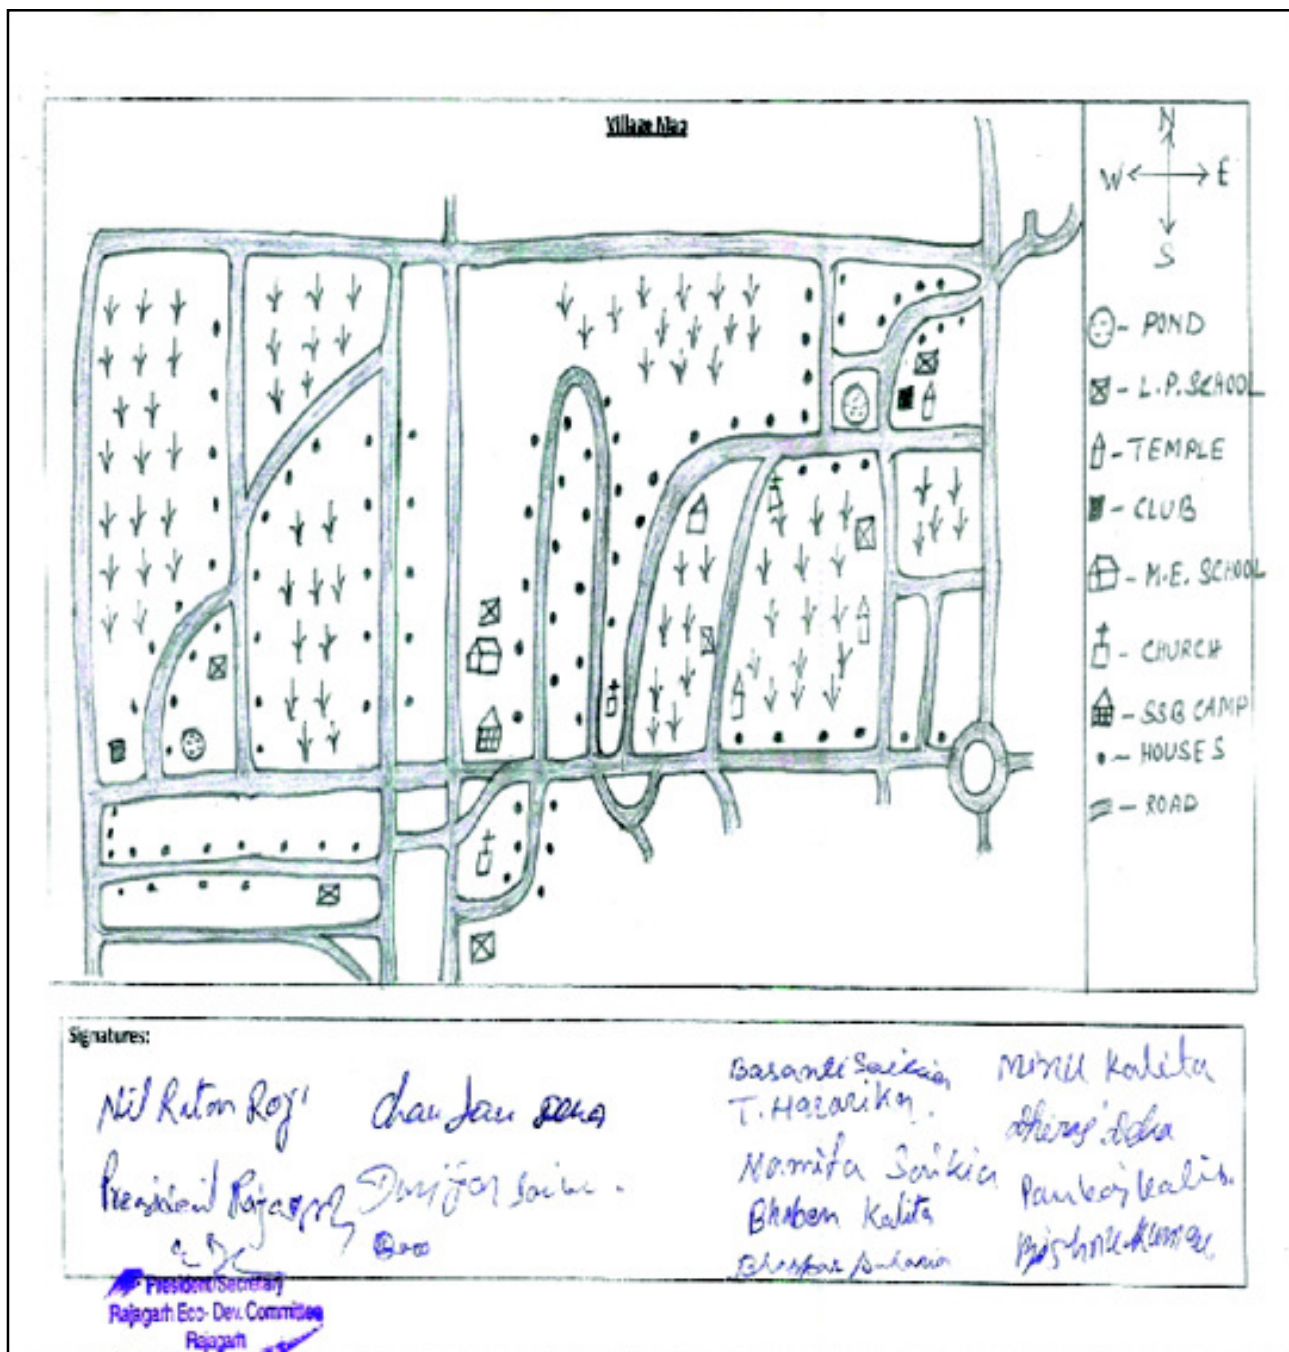 Village Map
N
W E
S
- POND
- L.P. SCHOOL
- TEMPLE
- CLUB
- M.E. SCHOOL
- CHURCH
- SSB CAMP
- HOUSES
- ROAD
Signatures:
Nil Raton Roy
President Rajagarh
Basanti Saikia
T. Hazarika.
Namita Saikia
Bhaben Kalita
Bhaskar
Minu Kalita
Dhiraj Deka
Pankaj Kalita
Kumar
President/Secretary
Rajagarh Eco- Dev. Committee
Rajagarh